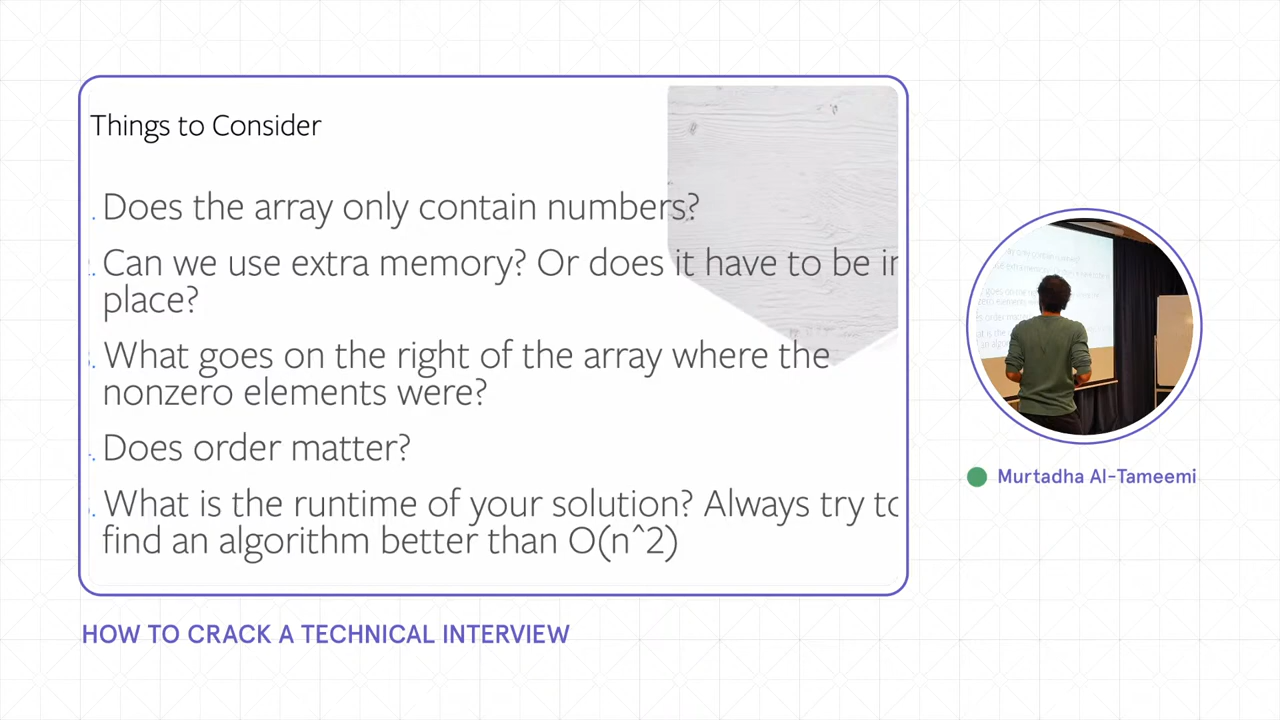 Things to Consider
. Does the array only contain numbers?
. Can we use extra memory? Or does it have to be in
place?
. What goes on the right of the array where the
nonzero elements were?
. Does order matter?
. What is the runtime of your solution? Always try to
find an algorithm better than O(n^2)
Murtadha Al-Tameemi
HOW TO CRACK A TECHNICAL INTERVIEW